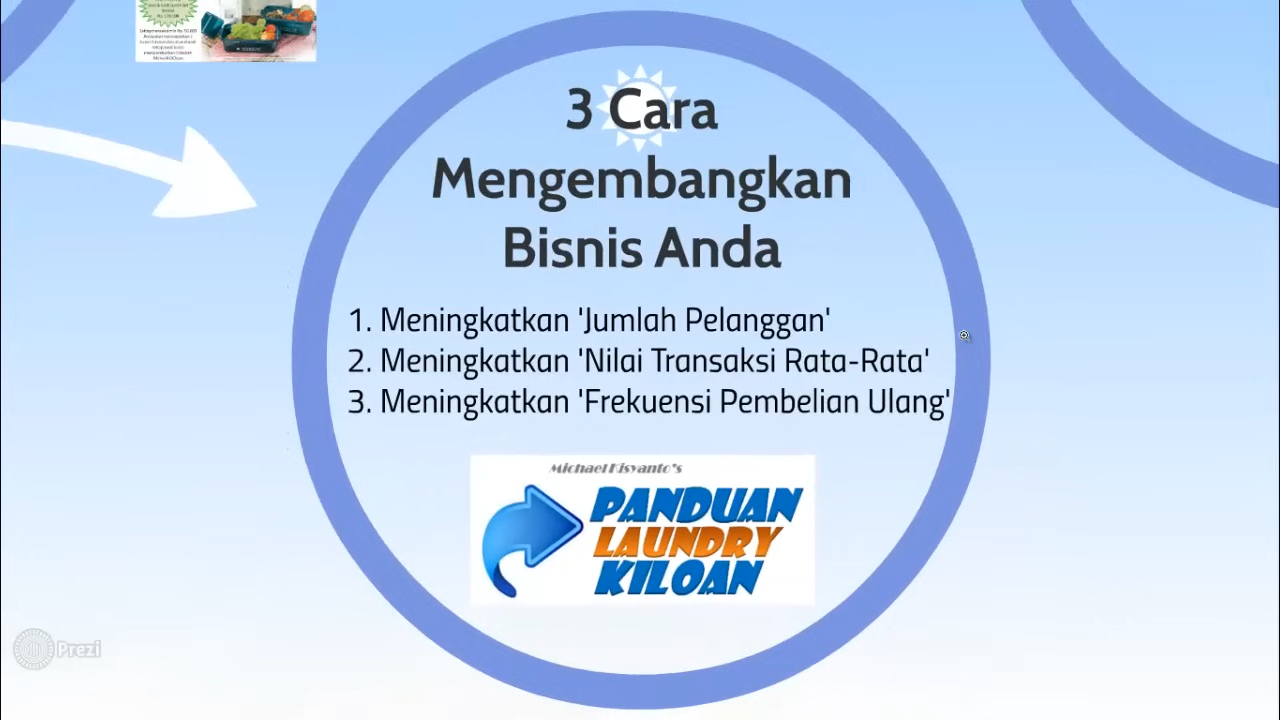 3 Cara
Mengembangkan
Bisnis Anda
1. Meningkatkan 'Jumlah Pelanggan'
2. Meningkatkan 'Nilai Transaksi Rata-Rata'
3. Meningkatkan 'Frekuensi Pembelian Ulang'
Michael Kisyanto's
PANDUAN
LAUNDRY
KILOAN
Prezi